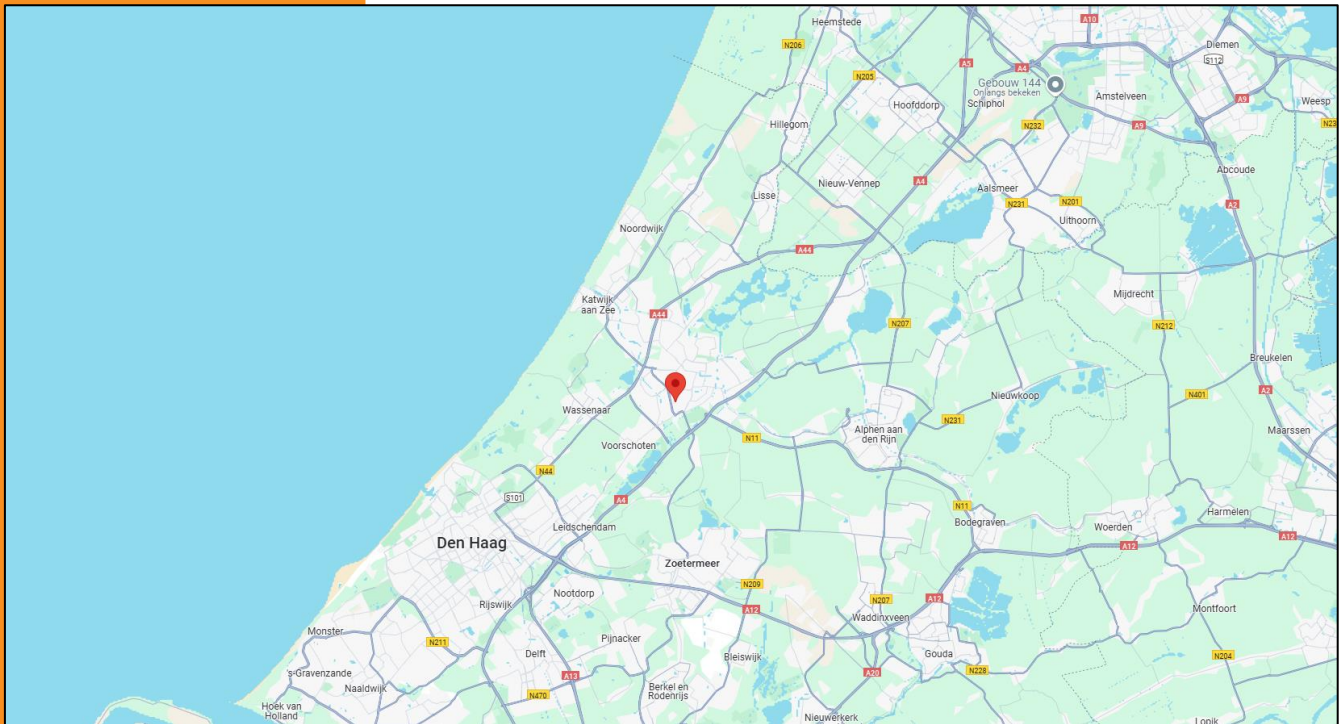 Heemstede
A10
N206
Diemen
S112
A5
A4
N205
Gebouw 144
Onlangs bekeken
Schiphol
Amstelveen
A9
Weesp
Hoofddorp
N232
A9
Hillegom
Abcoude
Nieuw-Vennep
A4
Aalsmeer
Lisse
N231
N201
A2
Uithoorn
Noordwijk
A44
Mijdrecht
Katwijk
aan Zee
A44
N207
N212
Breukelen
A2
Nieuwkoop
N401
Wassenaar
N231
Alphen aan
den Rijn
Maarssen
Voorschoten
N11
N44
S101
A4
N11
Harmelen
Leidschendam
Bodegraven
Woerden
A12
Den Haag
A12
Zoetermeer
N209
Nootdorp
N207
A12
Rijswijk
A12
Montfoort
Waddinxveen
Monster
N211
Pijnacker
Delft
Bleiswijk
Gouda
N204
's-Gravenzande
A13
A20
N228
Naaldwijk
N470
Berkel en
Rodenrijs
Hoek van
Holland
Nieuwerkerk
Lopik